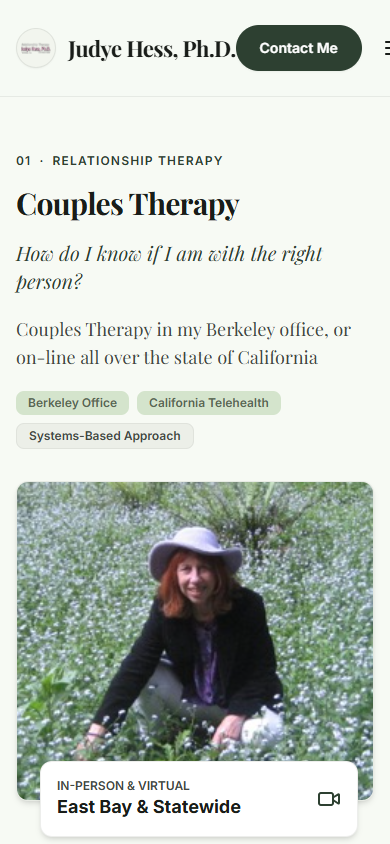 Judye Hess, Ph.D.
Contact Me
01 · RELATIONSHIP THERAPY
Couples Therapy
How do I know if I am with the right
person?
Couples Therapy in my Berkeley office, or
on-line all over the state of California
Berkeley Office
California Telehealth
Systems-Based Approach
IN-PERSON & VIRTUAL
East Bay & Statewide